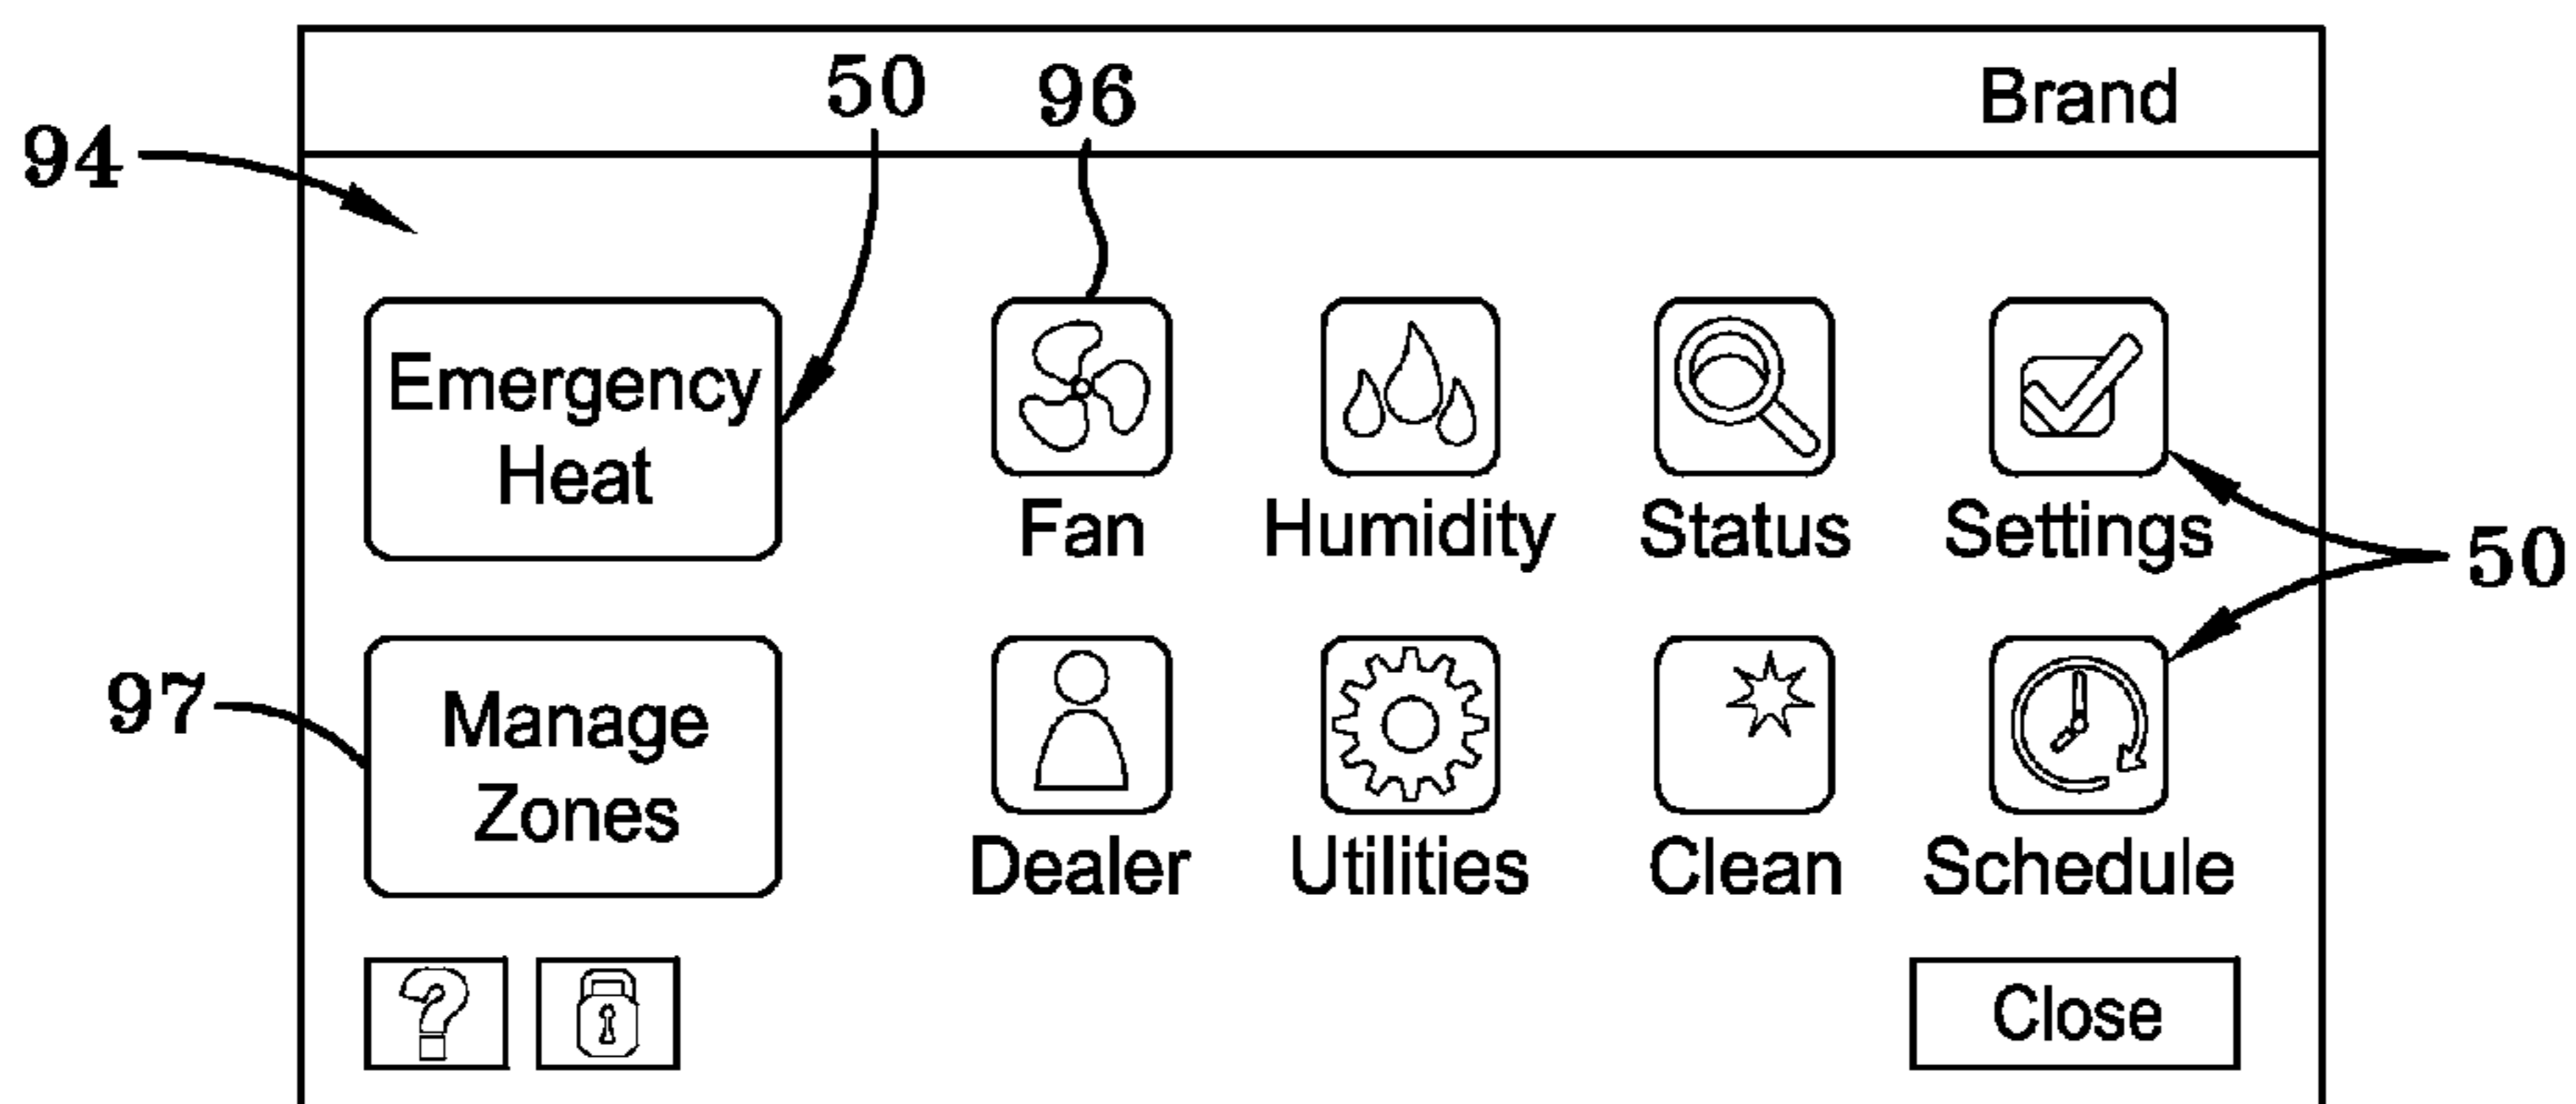 50
96
Brand
94
Emergency
Heat
Fan
Humidity
Status
Settings
50
97
Manage
Zones
Dealer
Utilities
Clean
Schedule
?
Close